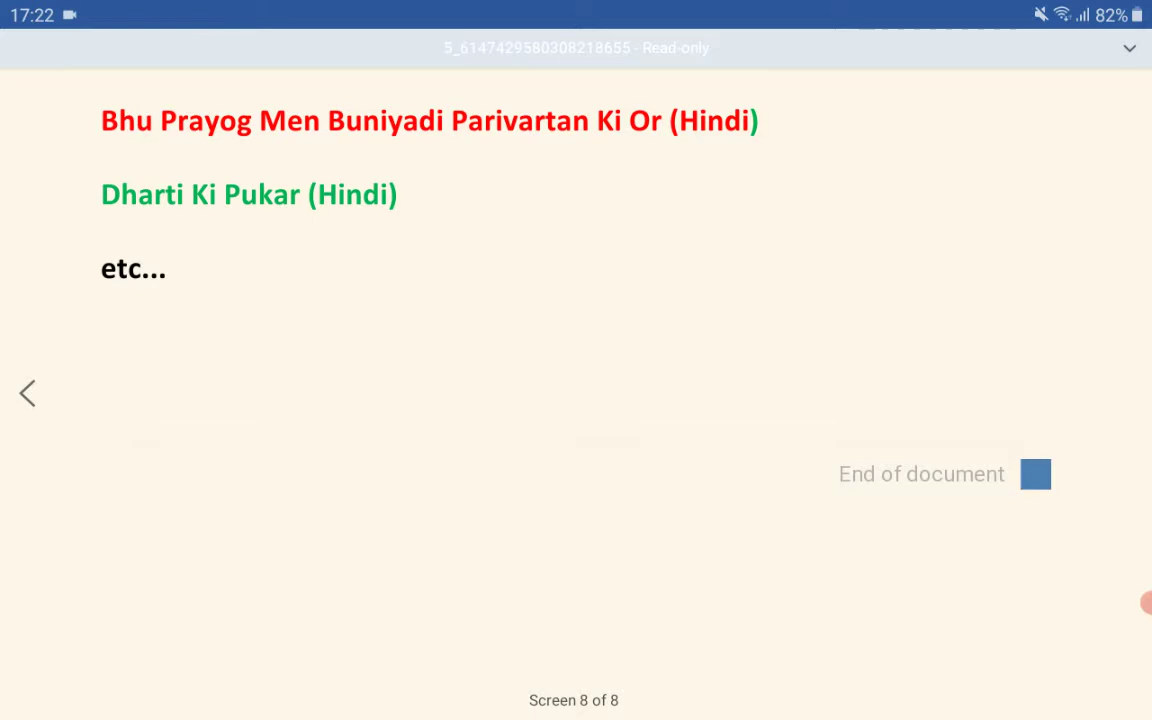 17:22 82%
5_6147429580308218655 - Read-only
Bhu Prayog Men Buniyadi Parivartan Ki Or (Hindi)
Dharti Ki Pukar (Hindi)
etc...
End of document
Screen 8 of 8